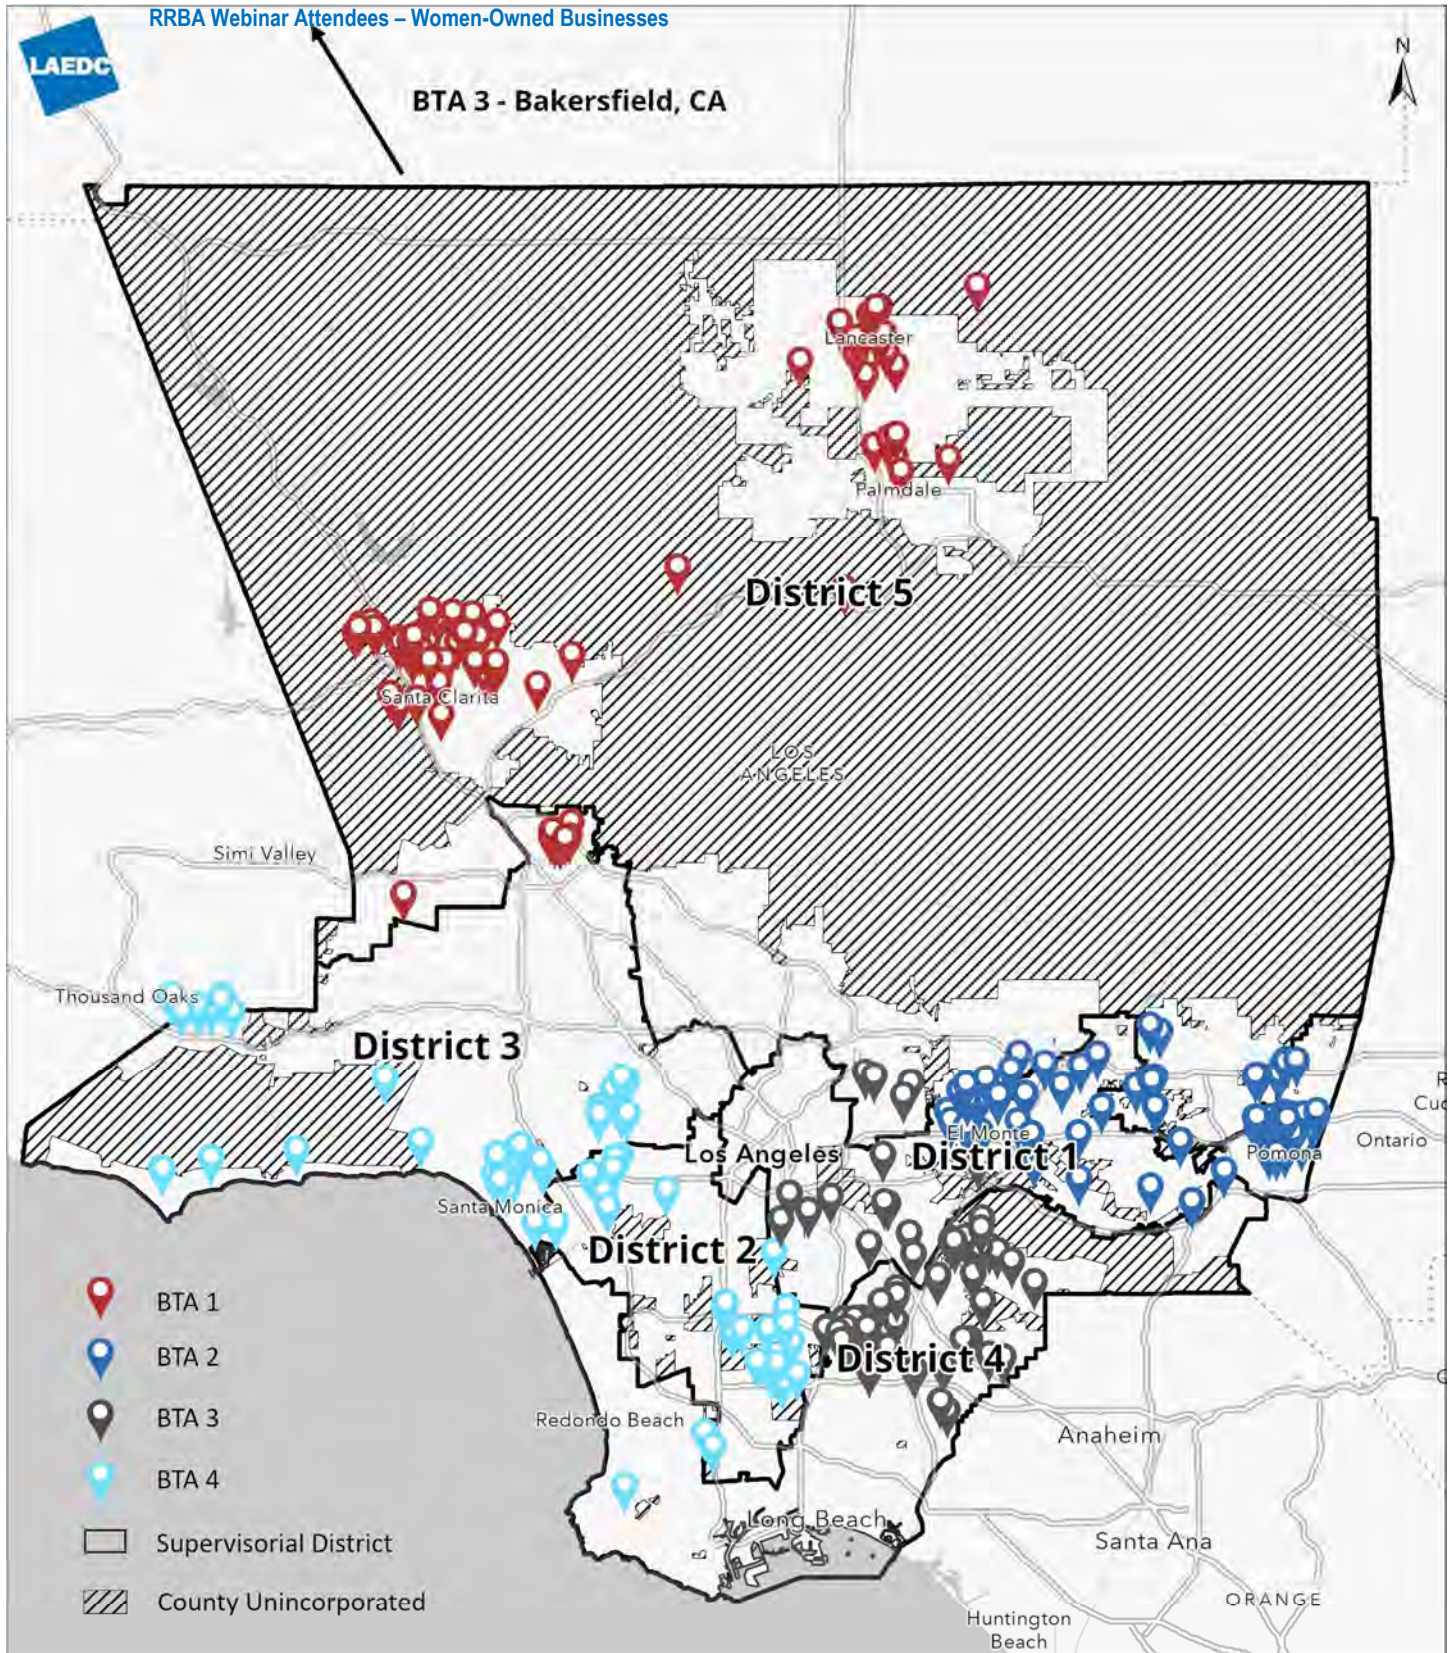 RRBA Webinar Attendees – Women-Owned Businesses
LAEDC
N
BTA 3 - Bakersfield, CA
Lancaster
Palmdale
District 5
Santa Clarita
LOS
ANGELES
Simi Valley
Thousand Oaks
District 3
El Monte
Ontario
Los Angeles
District 1
Pomona
Santa Monica
District 2
BTA 1
BTA 2
District 4
BTA 3
Redondo Beach
Anaheim
BTA 4
Long Beach
Supervisorial District
Santa Ana
County Unincorporated
ORANGE
Huntington
Beach